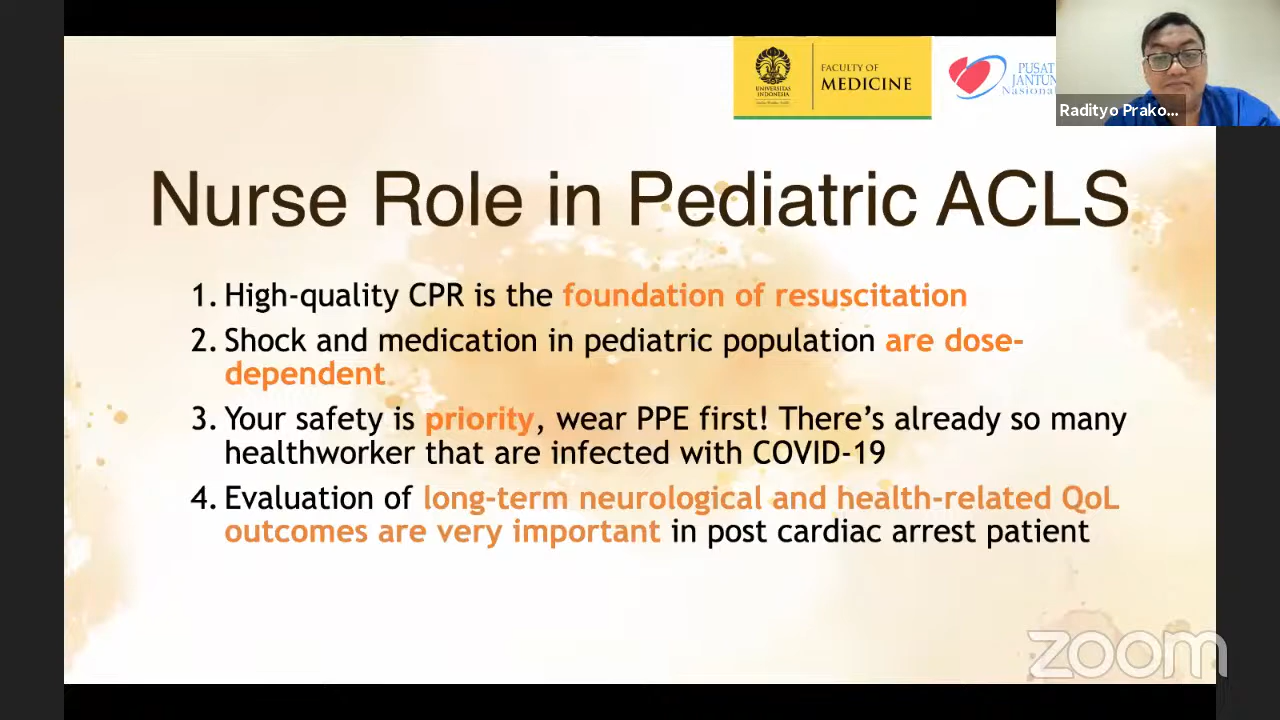 UNIVERSITAS
INDONESIA
FACULTY OF
MEDICINE
PUSAT
JANTUN
Nasional
Radityo Prako...
Nurse Role in Pediatric ACLS
1. High-quality CPR is the foundation of resuscitation
2. Shock and medication in pediatric population are dose-
dependent
3. Your safety is priority, wear PPE first! There’s already so many
healthworker that are infected with COVID-19
4. Evaluation of long-term neurological and health-related QoL
outcomes are very important in post cardiac arrest patient
zoom